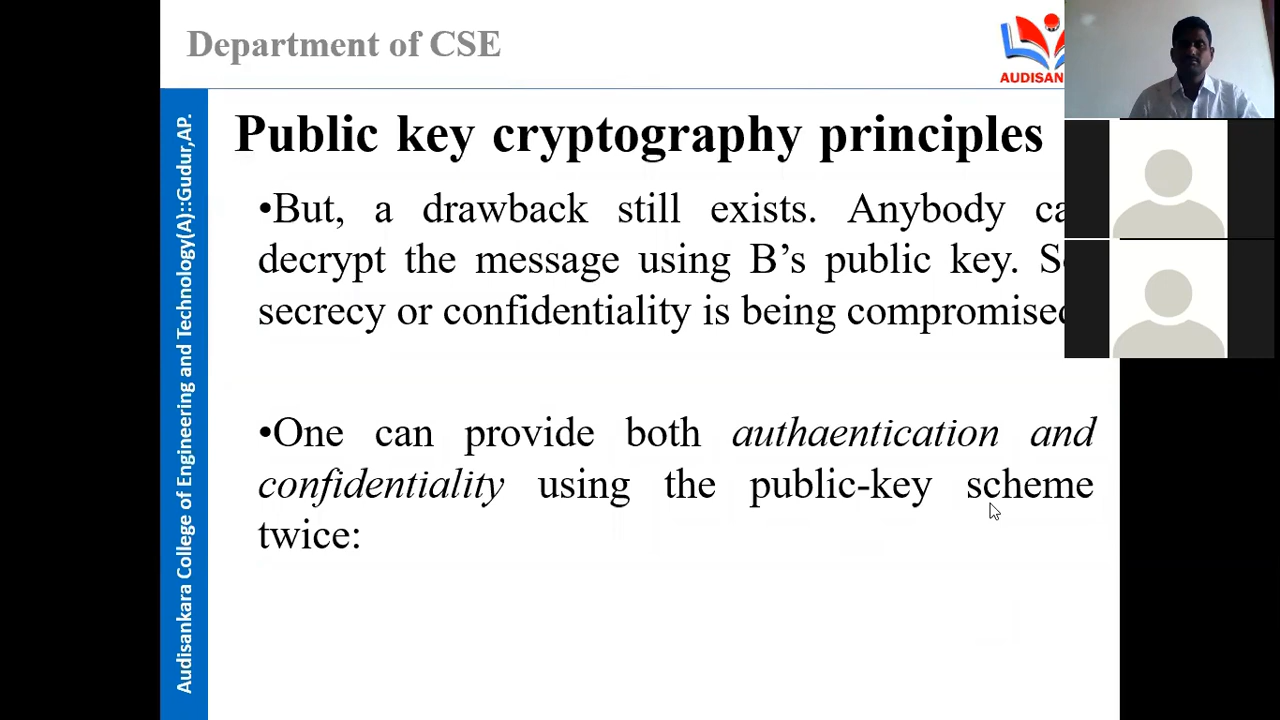 Department of CSE
AUDISAN
Audisankara College of Engineering and Technology(A)::Gudur,AP.
Public key cryptography principles
•But, a drawback still exists. Anybody ca
decrypt the message using B’s public key. S
secrecy or confidentiality is being compromised
•One can provide both authaentication and
confidentiality using the public-key scheme
twice: